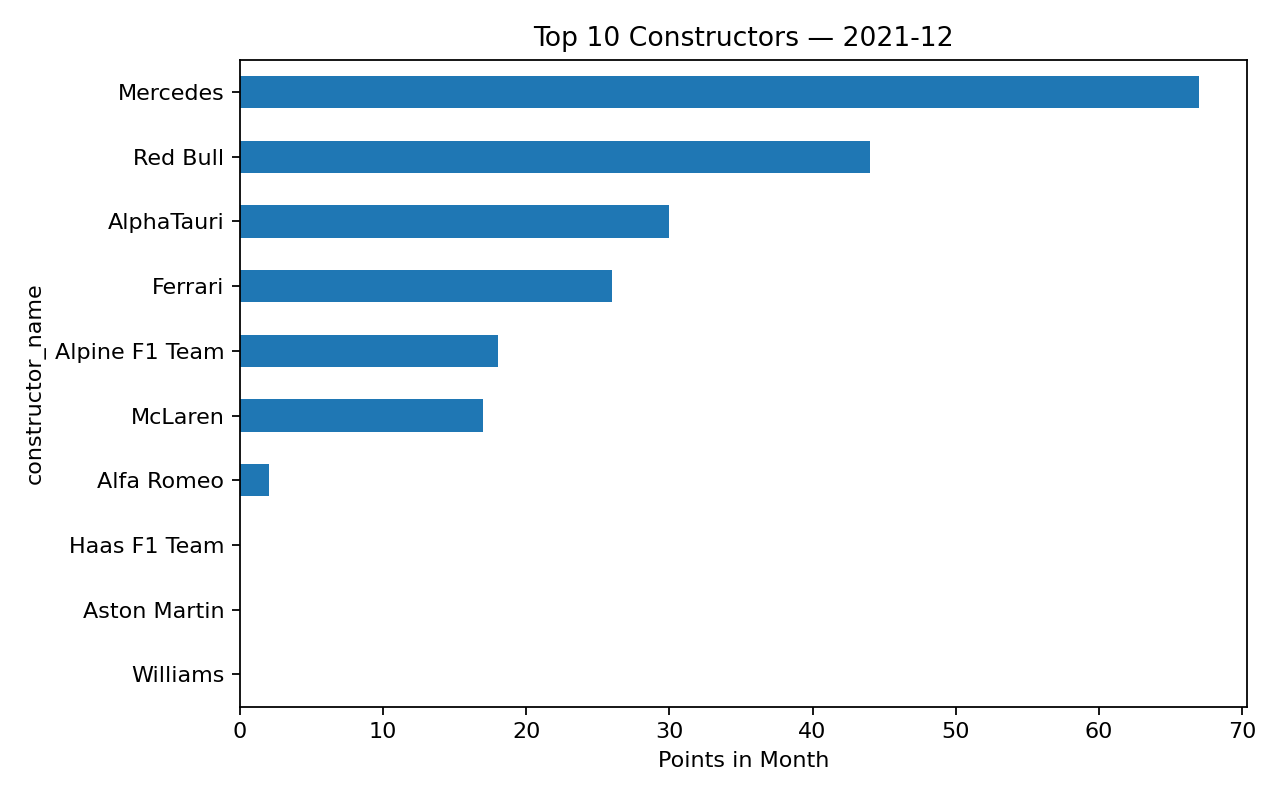 Top 10 Constructors — 2021-12
constructor_name
Mercedes
Red Bull
AlphaTauri
Ferrari
Alpine F1 Team
McLaren
Alfa Romeo
Haas F1 Team
Aston Martin
Williams
0 10 20 30 40 50 60 70
Points in Month